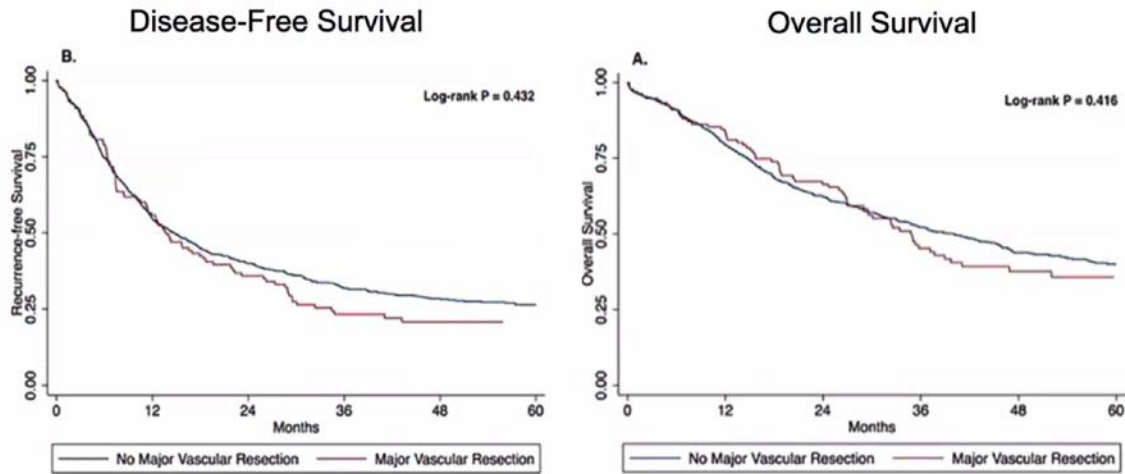 Disease-Free Survival
B.
Log-rank P = 0.432
Recurrence-free Survival
1.00
0.75
0.50
0.25
0.00
0 12 24 36 48 60
Months
No Major Vascular Resection Major Vascular Resection
Overall Survival
A.
Log-rank P = 0.416
Overall Survival
1.00
0.75
0.50
0.25
0.00
0 12 24 36 48 60
Months
No Major Vascular Resection Major Vascular Resection